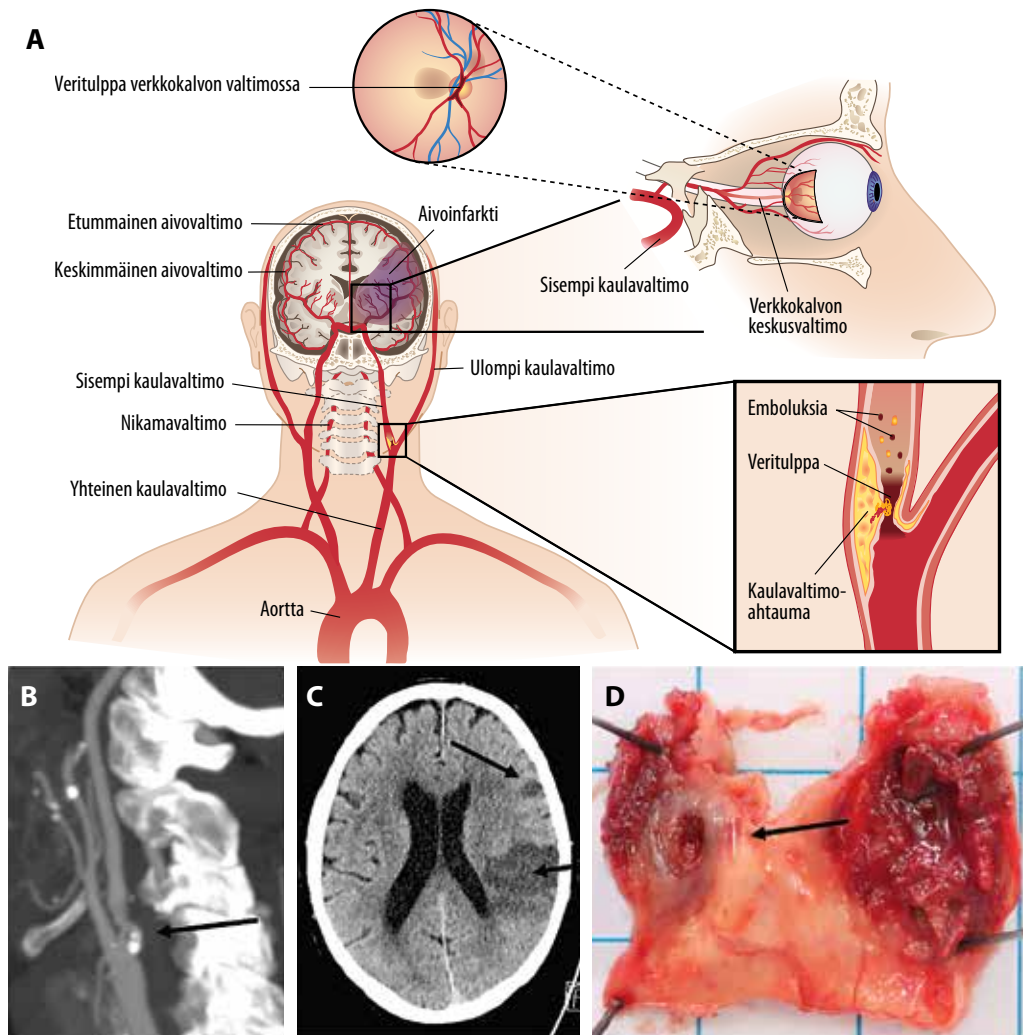 A
Veritulppa verkkokalvon valtimossa
Etummainen aivovaltimo
Aivoinfarkti
Keskimmäinen aivovaltimo
Sisempi kaulavaltimo
Verkkokalvon
keskusvaltimo
Sisempi kaulavaltimo
Ulompi kaulavaltimo
Nikamavaltimo
Yhteinen kaulavaltimo
Aortta
Emboluksia
Veritulppa
Kaulavaltimo-
ahtauma
B
C
D